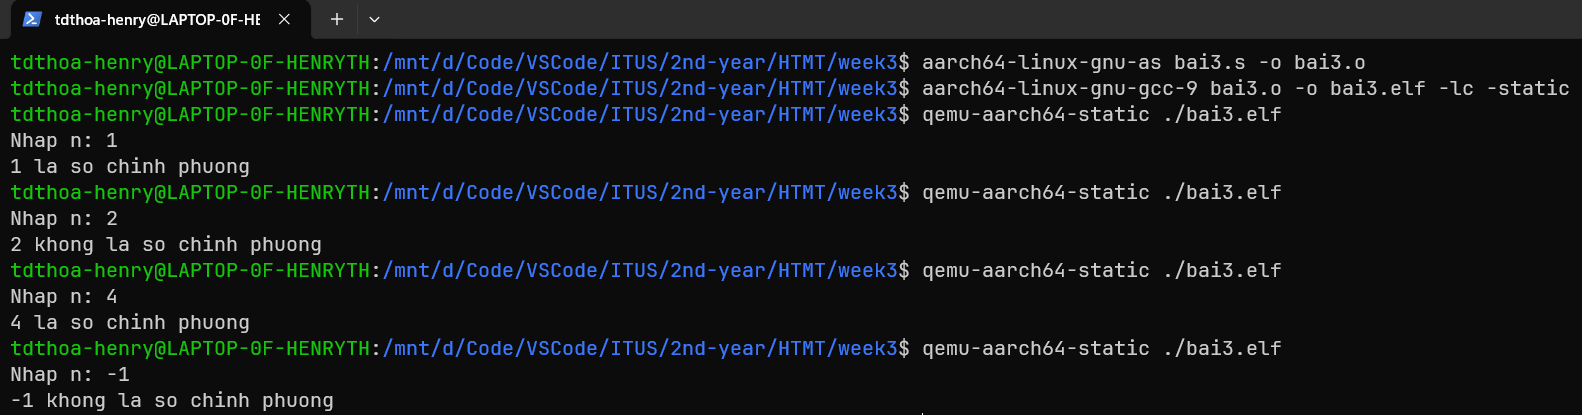 tdthoa-henry@LAPTOP-0F-HE
tdthoa-henry@LAPTOP-0F-HENRYTH:/mnt/d/Code/VSCode/ITUS/2nd-year/HTMT/week3$ aarch64-linux-gnu-as bai3.s -o bai3.o
tdthoa-henry@LAPTOP-0F-HENRYTH:/mnt/d/Code/VSCode/ITUS/2nd-year/HTMT/week3$ aarch64-linux-gnu-gcc-9 bai3.o -o bai3.elf -lc -static
tdthoa-henry@LAPTOP-0F-HENRYTH:/mnt/d/Code/VSCode/ITUS/2nd-year/HTMT/week3$ qemu-aarch64-static ./bai3.elf
Nhap n: 1
1 la so chinh phuong
tdthoa-henry@LAPTOP-0F-HENRYTH:/mnt/d/Code/VSCode/ITUS/2nd-year/HTMT/week3$ qemu-aarch64-static ./bai3.elf
Nhap n: 2
2 khong la so chinh phuong
tdthoa-henry@LAPTOP-0F-HENRYTH:/mnt/d/Code/VSCode/ITUS/2nd-year/HTMT/week3$ qemu-aarch64-static ./bai3.elf
Nhap n: 4
4 la so chinh phuong
tdthoa-henry@LAPTOP-0F-HENRYTH:/mnt/d/Code/VSCode/ITUS/2nd-year/HTMT/week3$ qemu-aarch64-static ./bai3.elf
Nhap n: -1
-1 khong la so chinh phuong